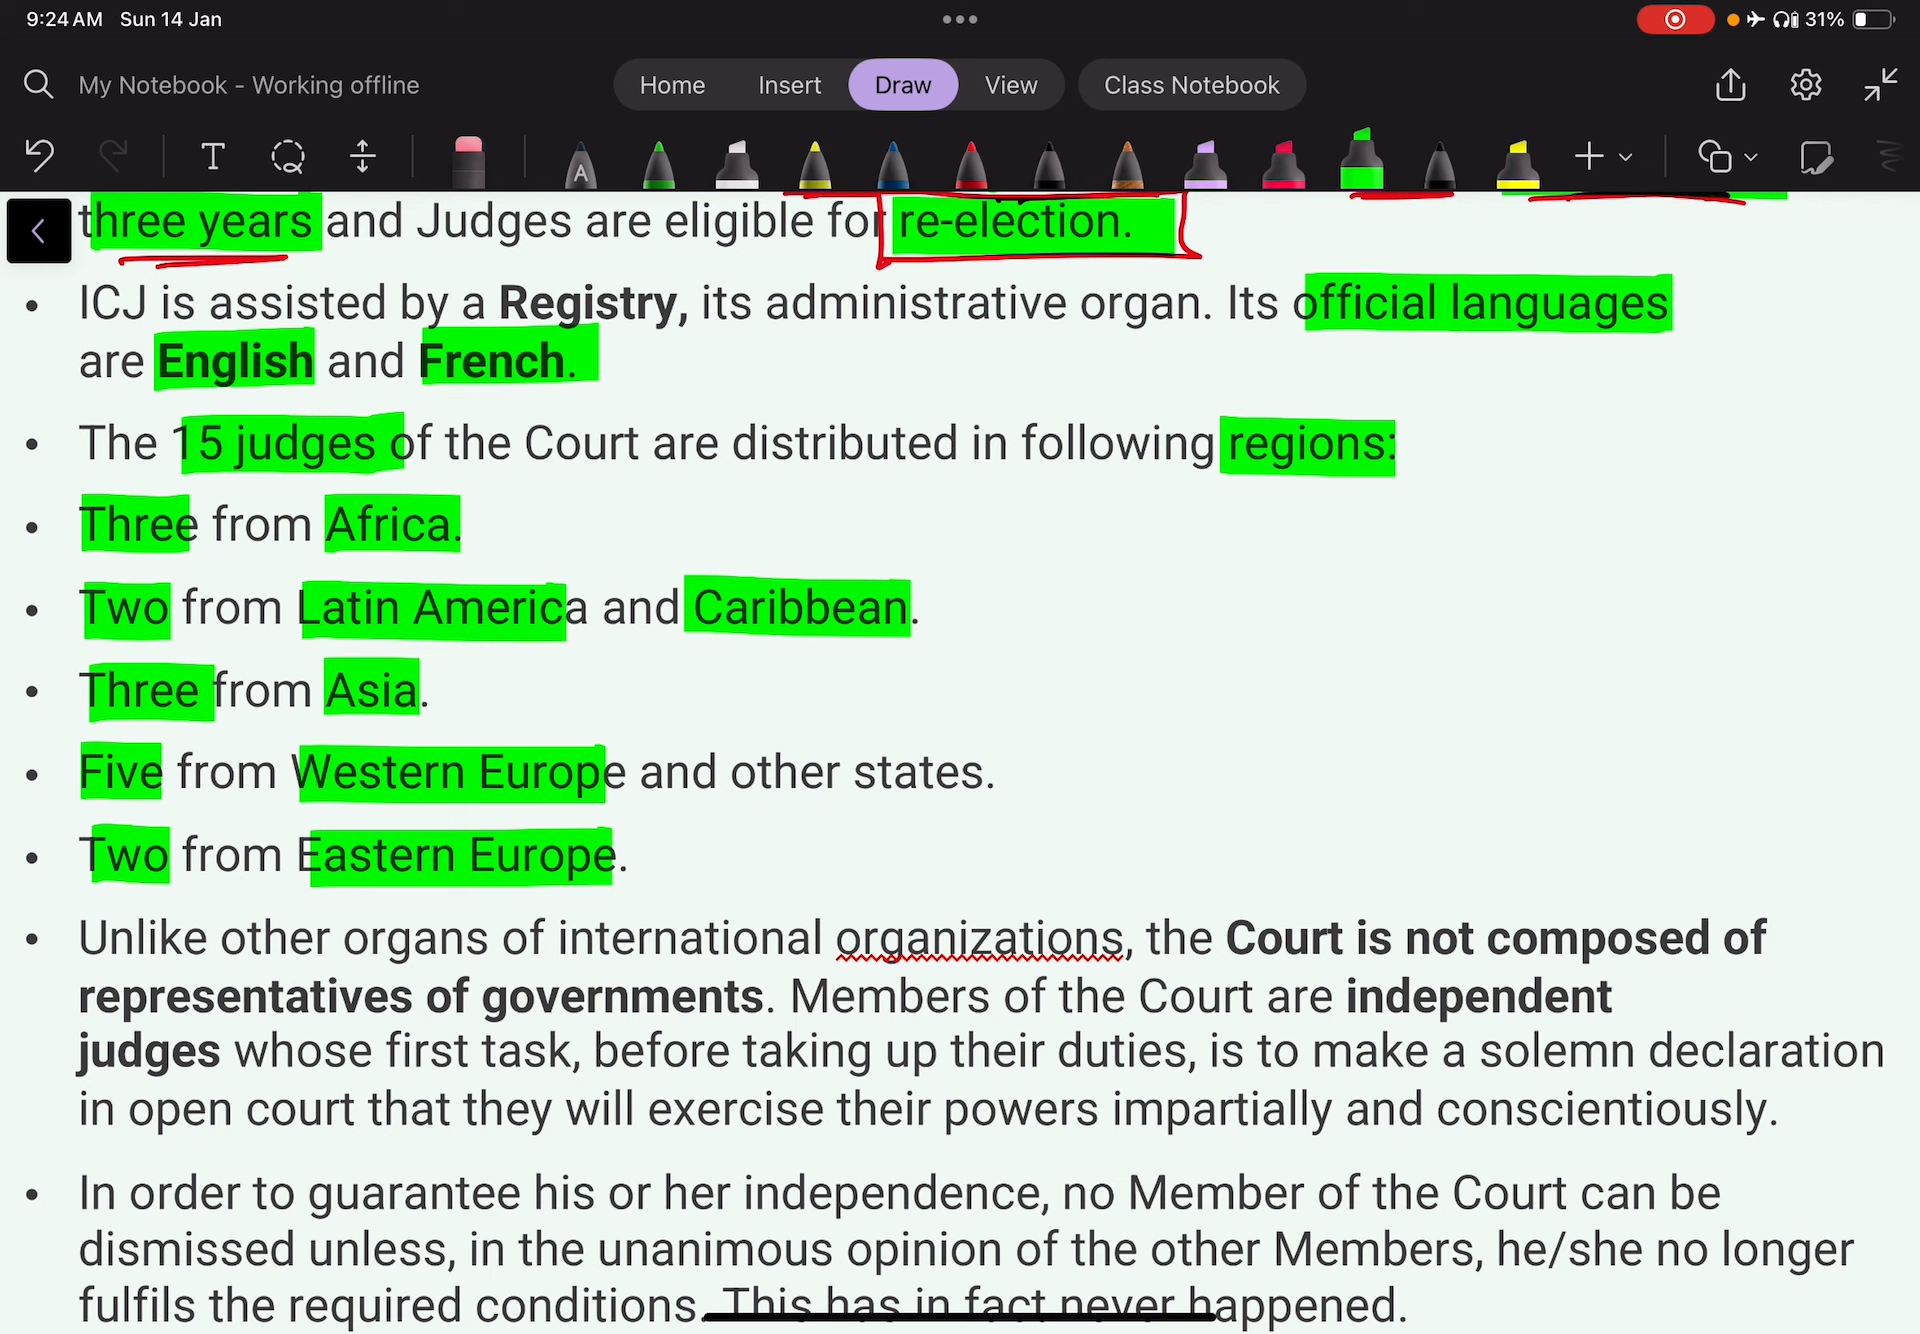 9:24 AM Sun 14 Jan
31%
My Notebook - Working offline
Home Insert Draw View Class Notebook
T
A
three years and Judges are eligible for re-election.
• ICJ is assisted by a Registry, its administrative organ. Its official languages
are English and French.
• The 15 judges of the Court are distributed in following regions:
• Three from Africa.
• Two from Latin America and Caribbean.
• Three from Asia.
• Five from Western Europe and other states.
• Two from Eastern Europe.
• Unlike other organs of international organizations, the Court is not composed of
representatives of governments. Members of the Court are independent
judges whose first task, before taking up their duties, is to make a solemn declaration
in open court that they will exercise their powers impartially and conscientiously.
• In order to guarantee his or her independence, no Member of the Court can be
dismissed unless, in the unanimous opinion of the other Members, he/she no longer
fulfils the required conditions. This has in fact never happened.